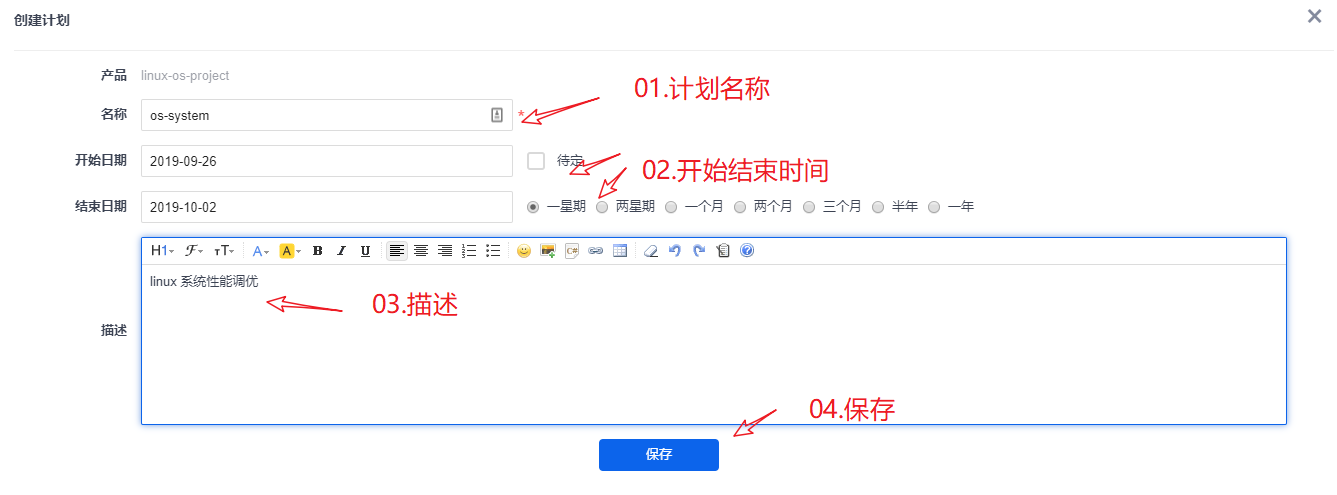 创建计划
产品 linux-os-project
01.计划名称
名称 os-system *
开始日期 2019-09-26 待定
02.开始结束时间
结束日期 2019-10-02 一星期 两星期 一个月 两个月 三个月 半年 一年
H1 F TT A A B I U C#
linux 系统性能调优
03.描述
描述
04.保存
保存